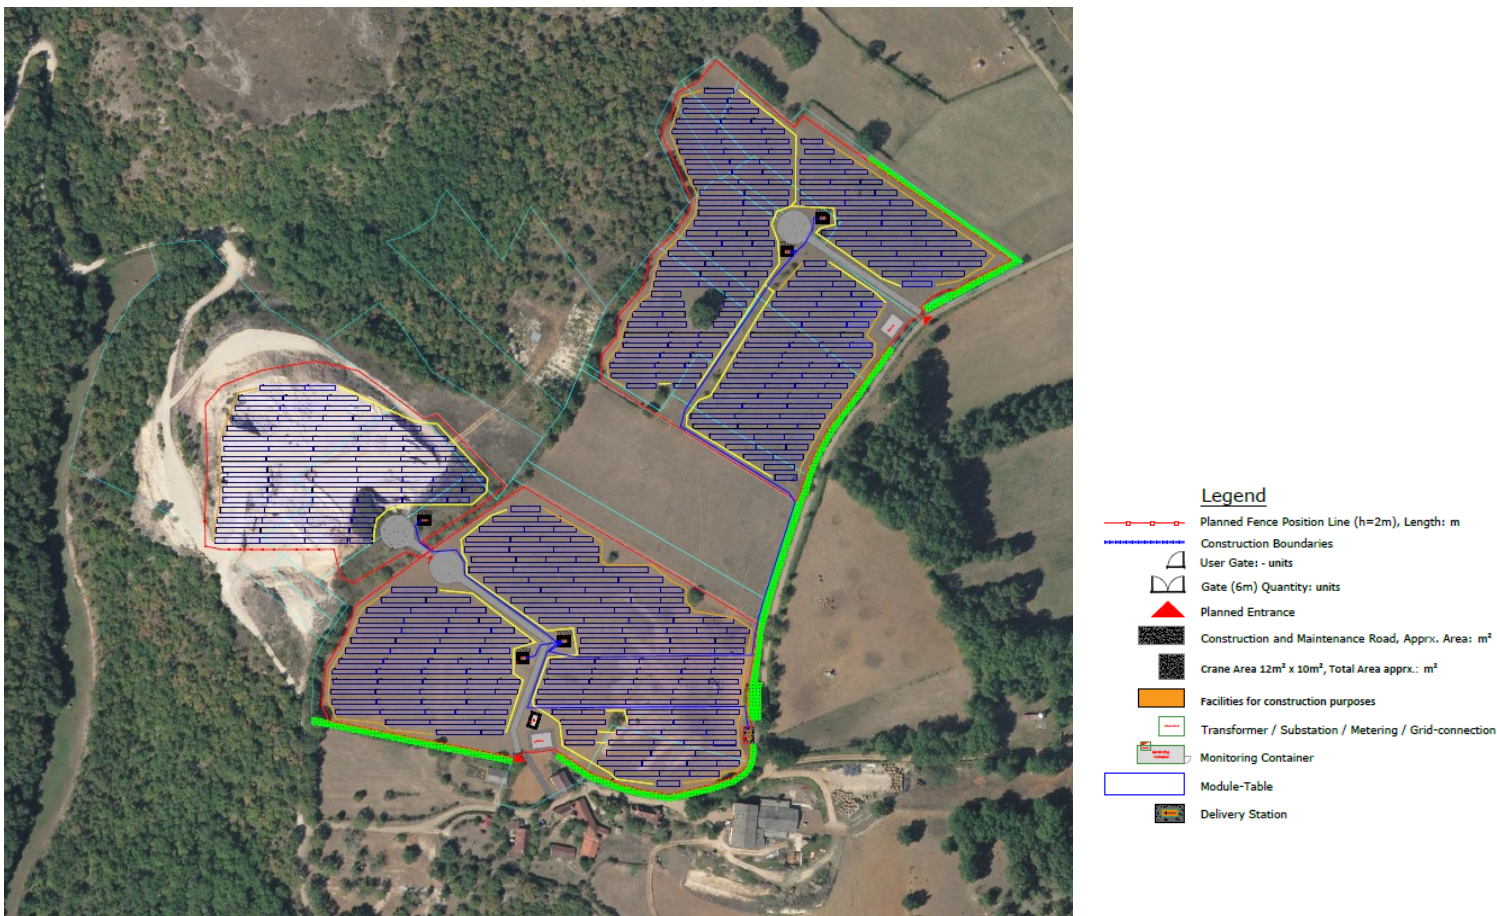 Legend
Planned Fence Position Line (h=2m), Length: m
Construction Boundaries
User Gate: - units
Gate (6m) Quantity: units
Planned Entrance
Construction and Maintenance Road, Apprx. Area: m²
Crane Area 12m² x 10m², Total Area apprx.: m²
Facilities for construction purposes
Transformer / Substation / Metering / Grid-connection
Monitoring Container
Module-Table
Delivery Station